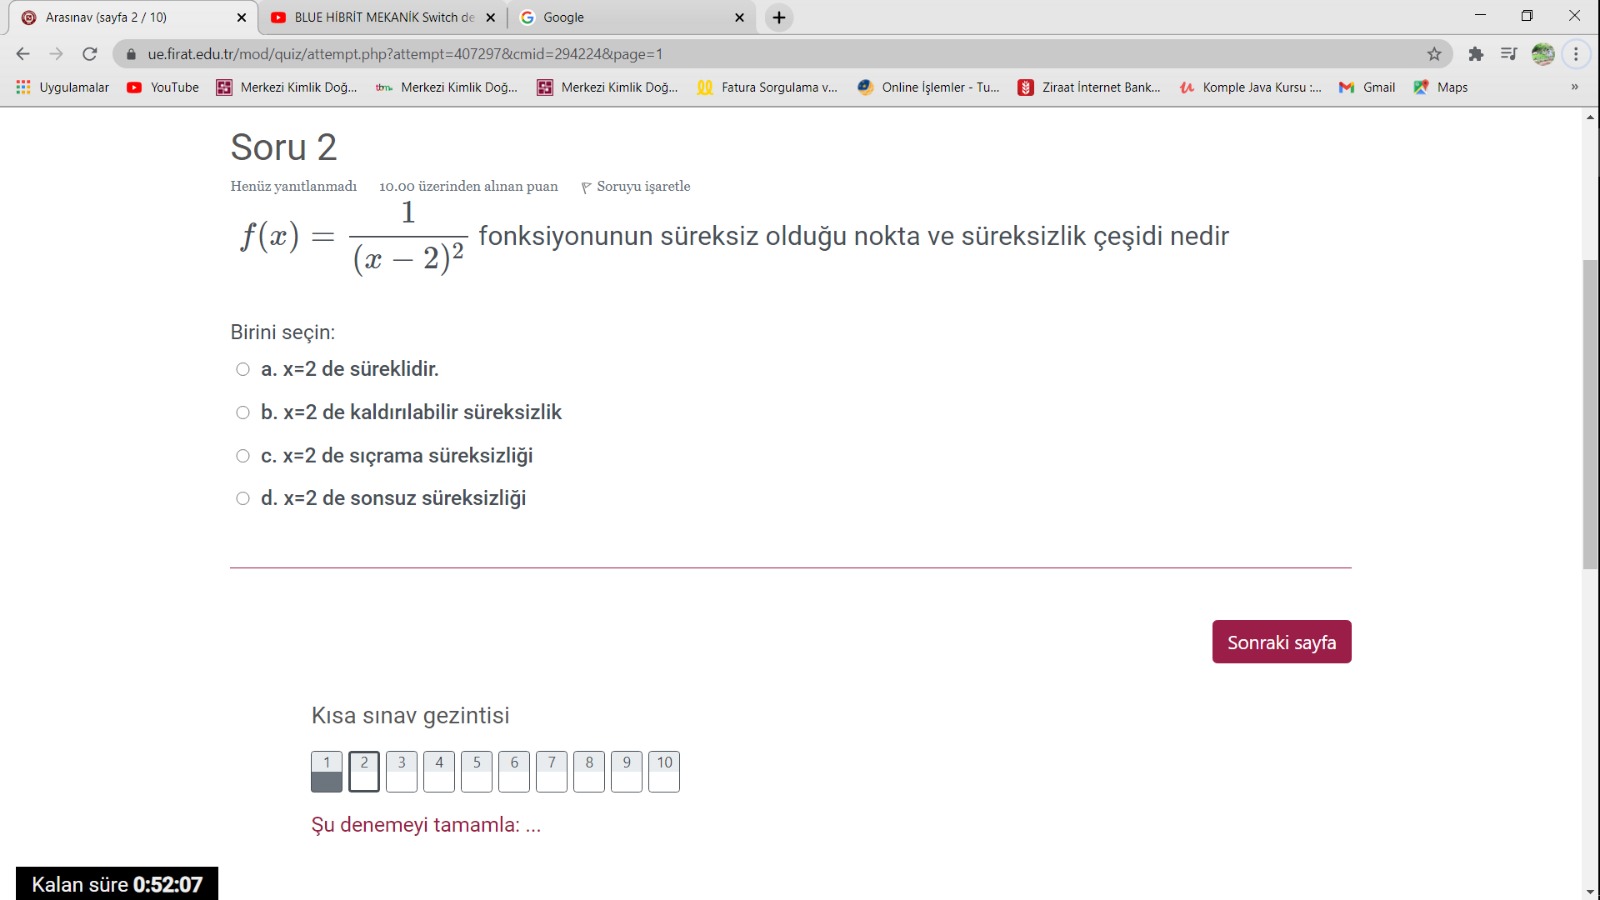 Arasınav (sayfa 2 / 10)
BLUE HİBRİT MEKANİK Switch de
Google
ue.firat.edu.tr/mod/quiz/attempt.php?attempt=407297&cmid=294224&page=1
Uygulamalar
YouTube
Merkezi Kimlik Doğ...
Merkezi Kimlik Doğ...
Merkezi Kimlik Doğ...
Fatura Sorgulama v...
Online İşlemler - Tu...
Ziraat İnternet Bank...
Komple Java Kursu :...
Gmail
Maps
»
Soru 2
Henüz yanıtlanmadı
10.00 üzerinden alınan puan
Soruyu işaretle
f(x) = 1/(x − 2)² fonksiyonunun süreksiz olduğu nokta ve süreksizlik çeşidi nedir
Birini seçin:
a. x=2 de süreklidir.
b. x=2 de kaldırılabilir süreksizlik
c. x=2 de sıçrama süreksizliği
d. x=2 de sonsuz süreksizliği
Sonraki sayfa
Kısa sınav gezintisi
1 2 3 4 5 6 7 8 9 10
Şu denemeyi tamamla: ...
Kalan süre 0:52:07